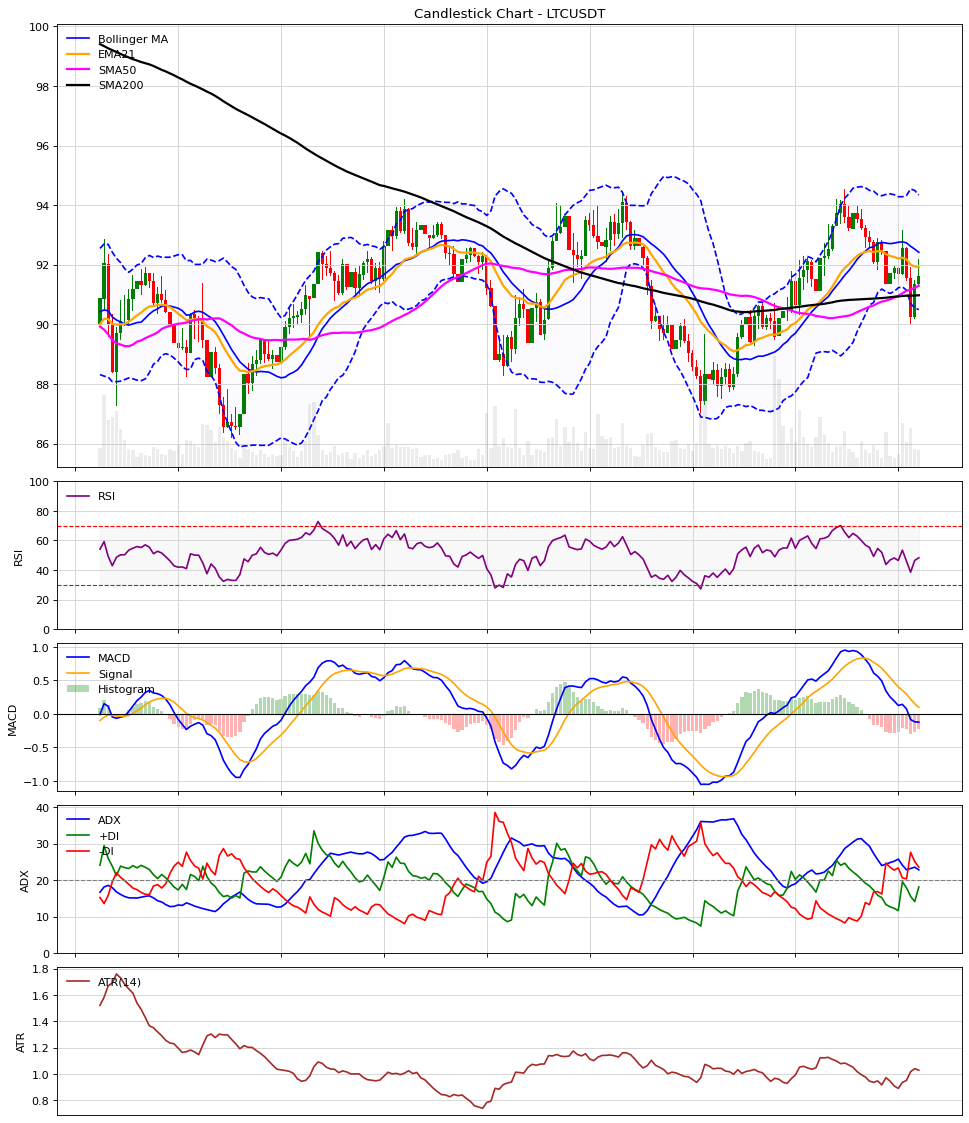 Candlestick Chart - LTCUSDT
100
98
96
94
92
90
88
86
Bollinger MA
EMA21
SMA50
SMA200
100
80
60
40
20
0
RSI
RSI
1.0
0.5
0.0
−0.5
−1.0
MACD
MACD
Signal
Histogram
40
30
20
10
0
ADX
ADX
+DI
-DI
1.8
1.6
1.4
1.2
1.0
0.8
ATR
ATR(14)